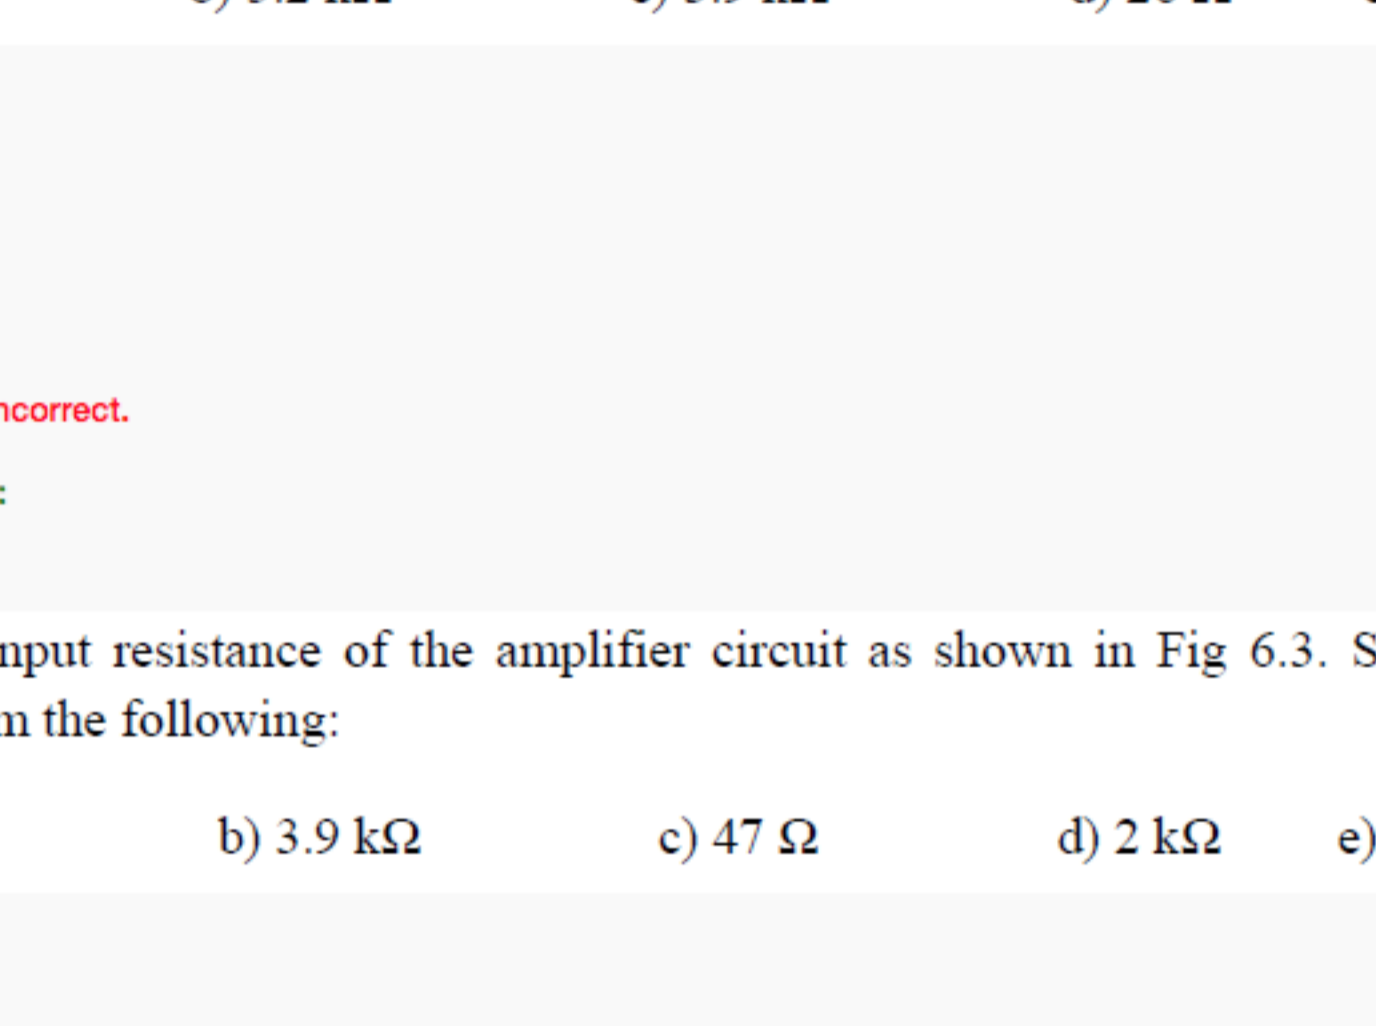 ncorrect.
:
nput resistance of the amplifier circuit as shown in Fig 6.3. S
m the following:
b) 3.9 kΩ c) 47 Ω d) 2 kΩ e)